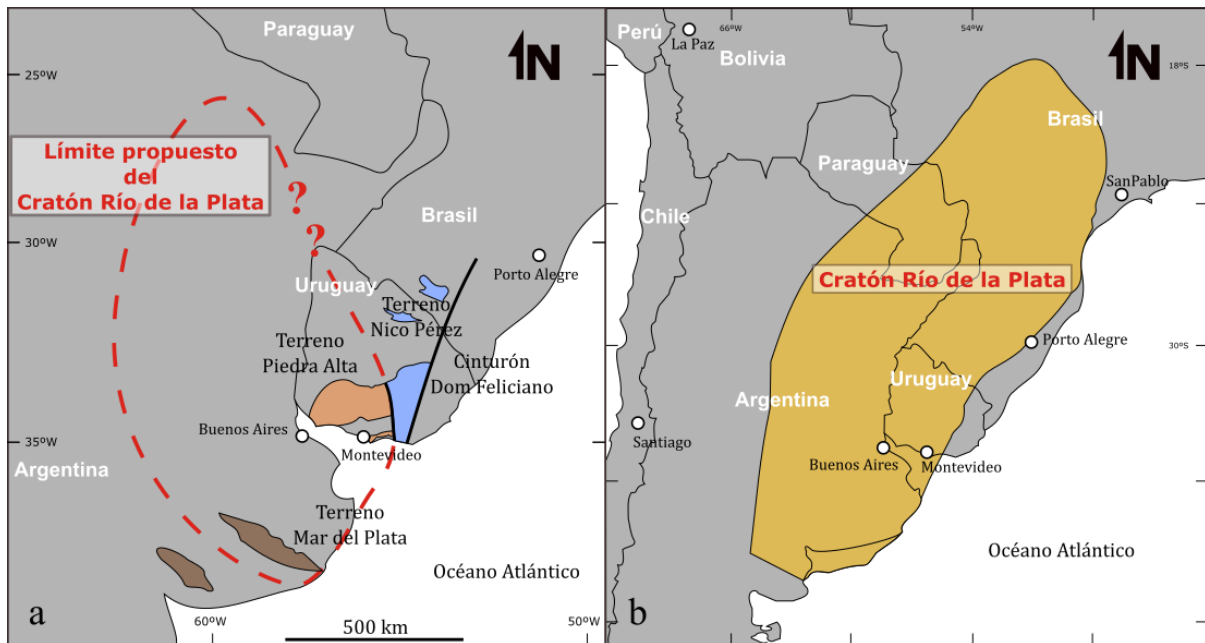 Paraguay
N
25ºW
Límite propuesto
del
Cratón Río de la Plata
?
?
Brasil
30ºW
Porto Alegre
Uruguay
Terreno
Nico Pérez
Terreno
Piedra Alta
Cinturón
Dom Feliciano
Buenos Aires
35ºW
Montevideo
Argentina
Terreno
Mar del Plata
Océano Atlántico
a
60ºW
500 km
50ºW
Perú
La Paz
66ºW
54ºW
N
Bolivia
18ºS
Brasil
Paraguay
SanPablo
Chile
Cratón Río de la Plata
Porto Alegre
30ºS
Uruguay
Argentina
Santiago
Buenos Aires
Montevideo
Océano Atlántico
b